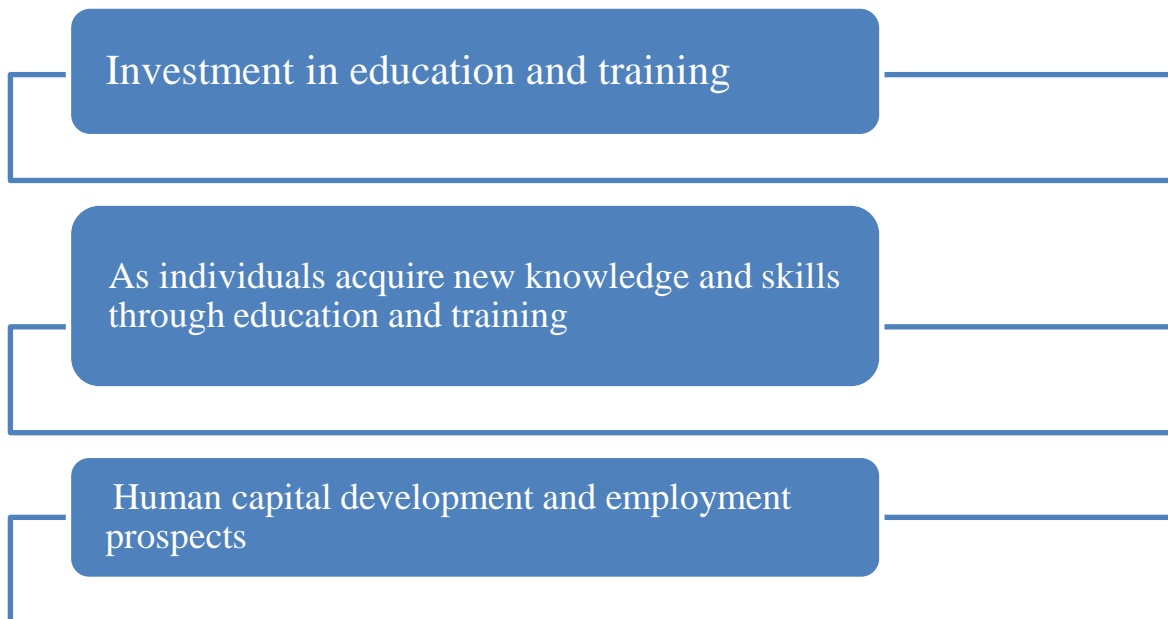 Investment in education and training
As individuals acquire new knowledge and skills
through education and training
Human capital development and employment
prospects